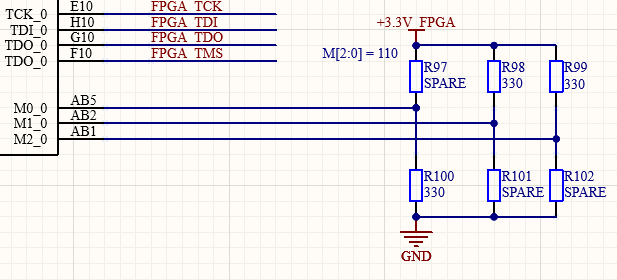 TCK_0 E10 FPGA_TCK
TDI_0 H10 FPGA_TDI
TDO_0 G10 FPGA_TDO
TDO_0 F10 FPGA_TMS
+3.3V_FPGA
M[2:0] = 110
R97
SPARE
R98
330
R99
330
M0_0 AB5
M1_0 AB2
M2_0 AB1
R100
330
R101
SPARE
R102
SPARE
GND